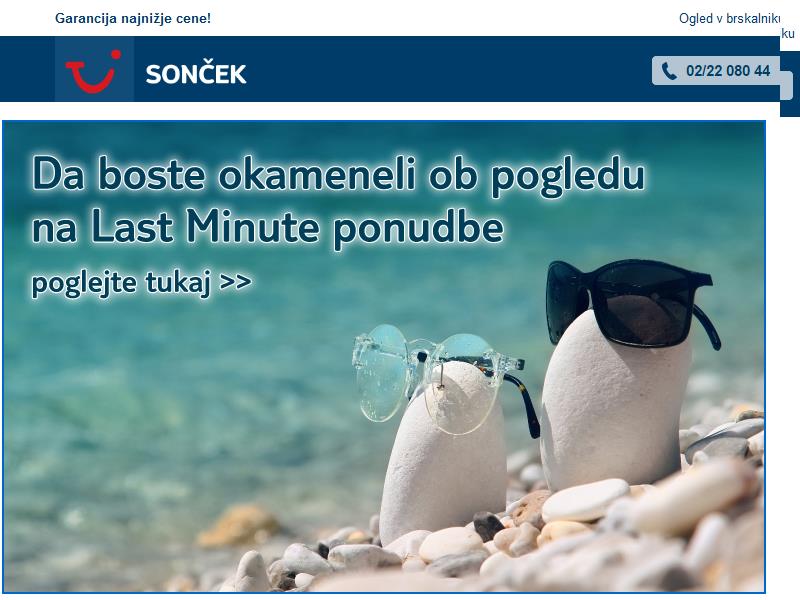 Garancija najnižje cene!
Ogled v brskalniku
ku
SONČEK
02/22 080 44
Da boste okameneli ob pogledu
na Last Minute ponudbe
poglejte tukaj >>